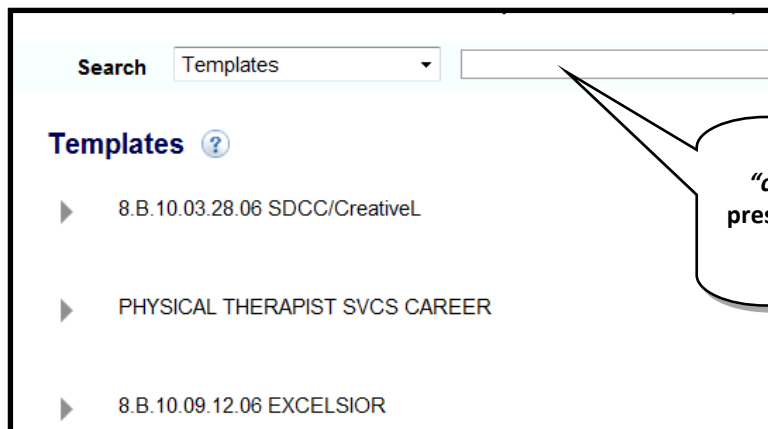 Search Templates
Templates ?
8.B.10.03.28.06 SDCC/CreativeL
PHYSICAL THERAPIST SVCS CAREER
8.B.10.09.12.06 EXCELSIOR